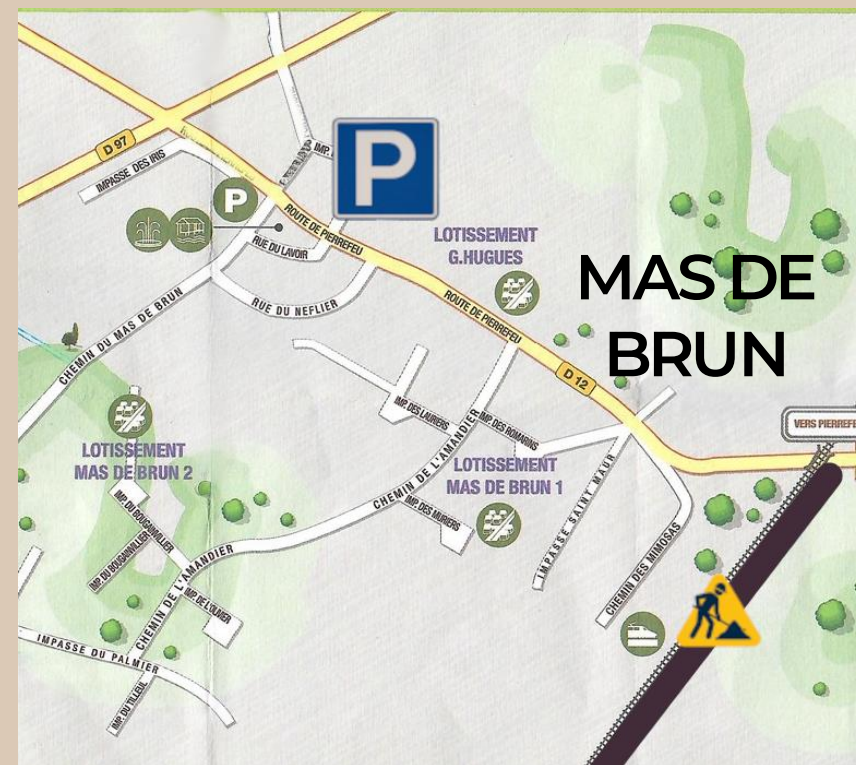 D 97
IMPASSE DES IRIS
IMP.
P
P
ROUTE DE PIERREFEU
RUE DU LAVOIR
LOTISSEMENT
G.HUGUES
MAS DE
BRUN
RUE DU NEFLIER
ROUTE DE PIERREFEU
CHEMIN DU MAS DE BRUN
D 12
IMP. DES LAURIERS
IMP. DES ROMARINS
VERS PIERREFE
LOTISSEMENT
MAS DE BRUN 2
LOTISSEMENT
MAS DE BRUN 1
CHEMIN DE L'AMANDIER
IMP. DES MURIERS
IMPASSE SAINT MAUR
CHEMIN DES MIMOSAS
IMP. DU BOUGAINVILLIER
IMP. DU BOUGAINVILLIER
CHEMIN DE L'AMANDIER
IMP. DE L'OLIVIER
IMPASSE DU PALMIER
IMP. DU TILLEUL